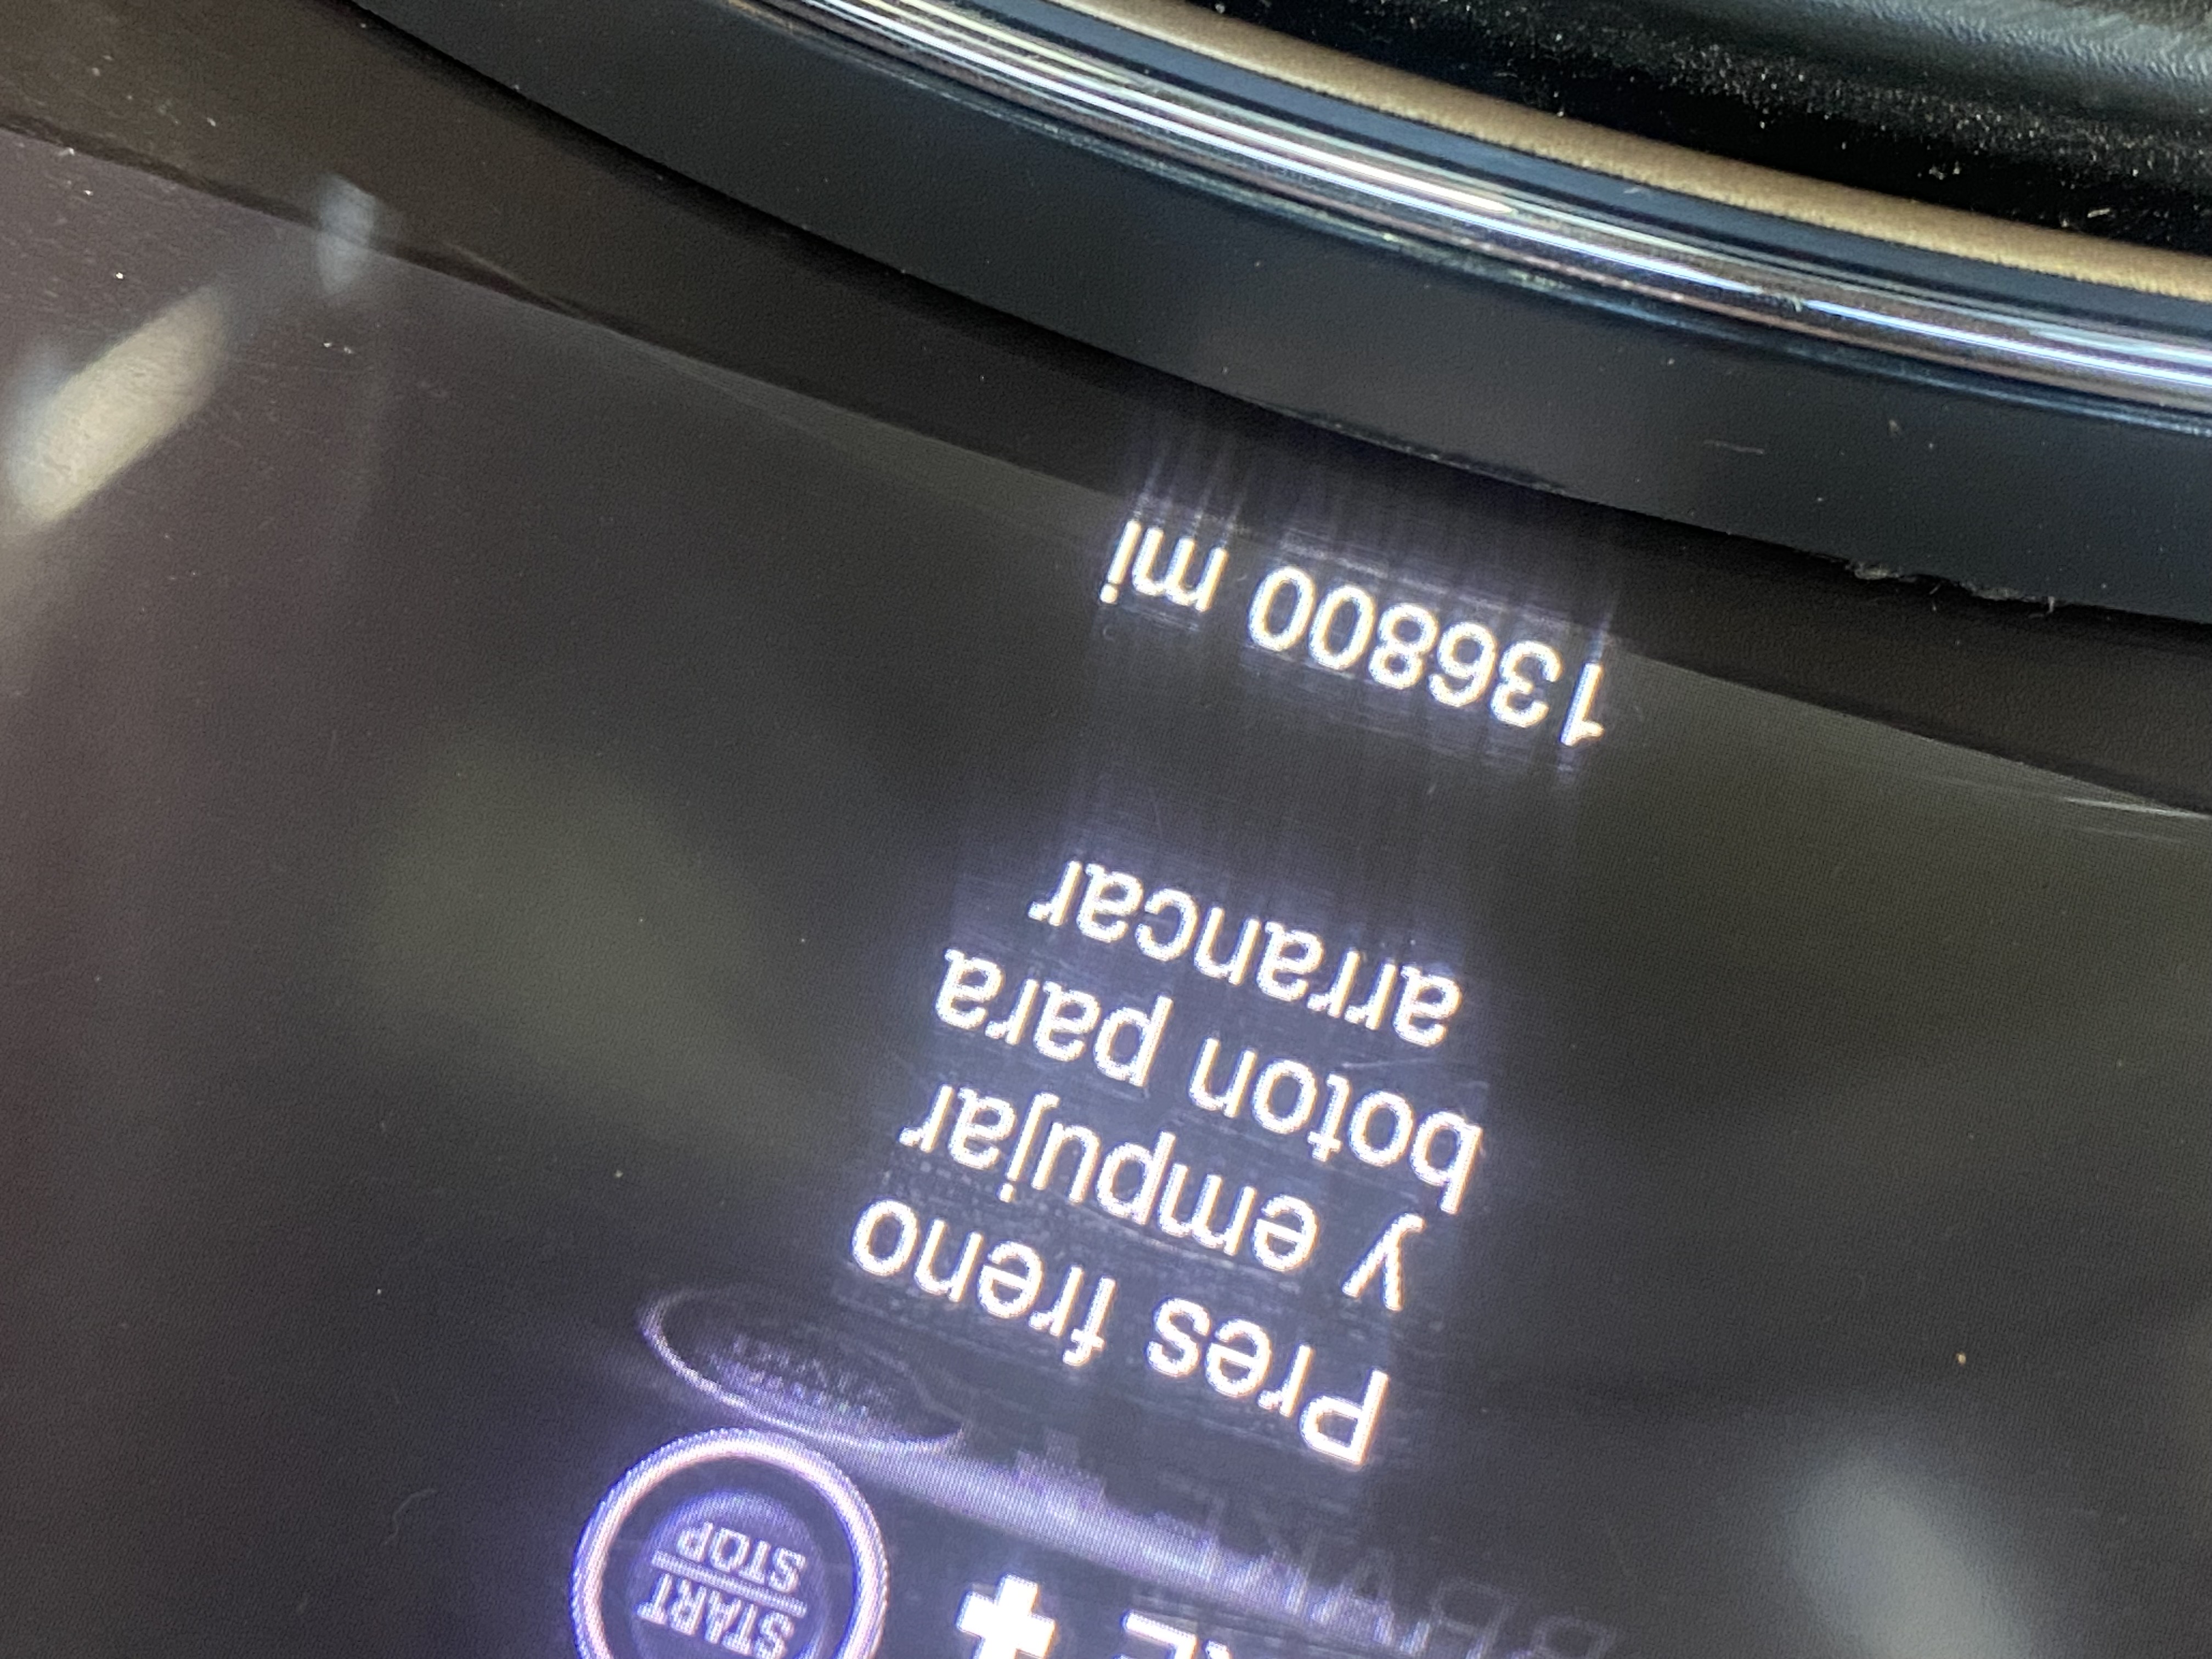 START
STOP
Pres freno
y empujar
boton para
arrancar
136800 mi